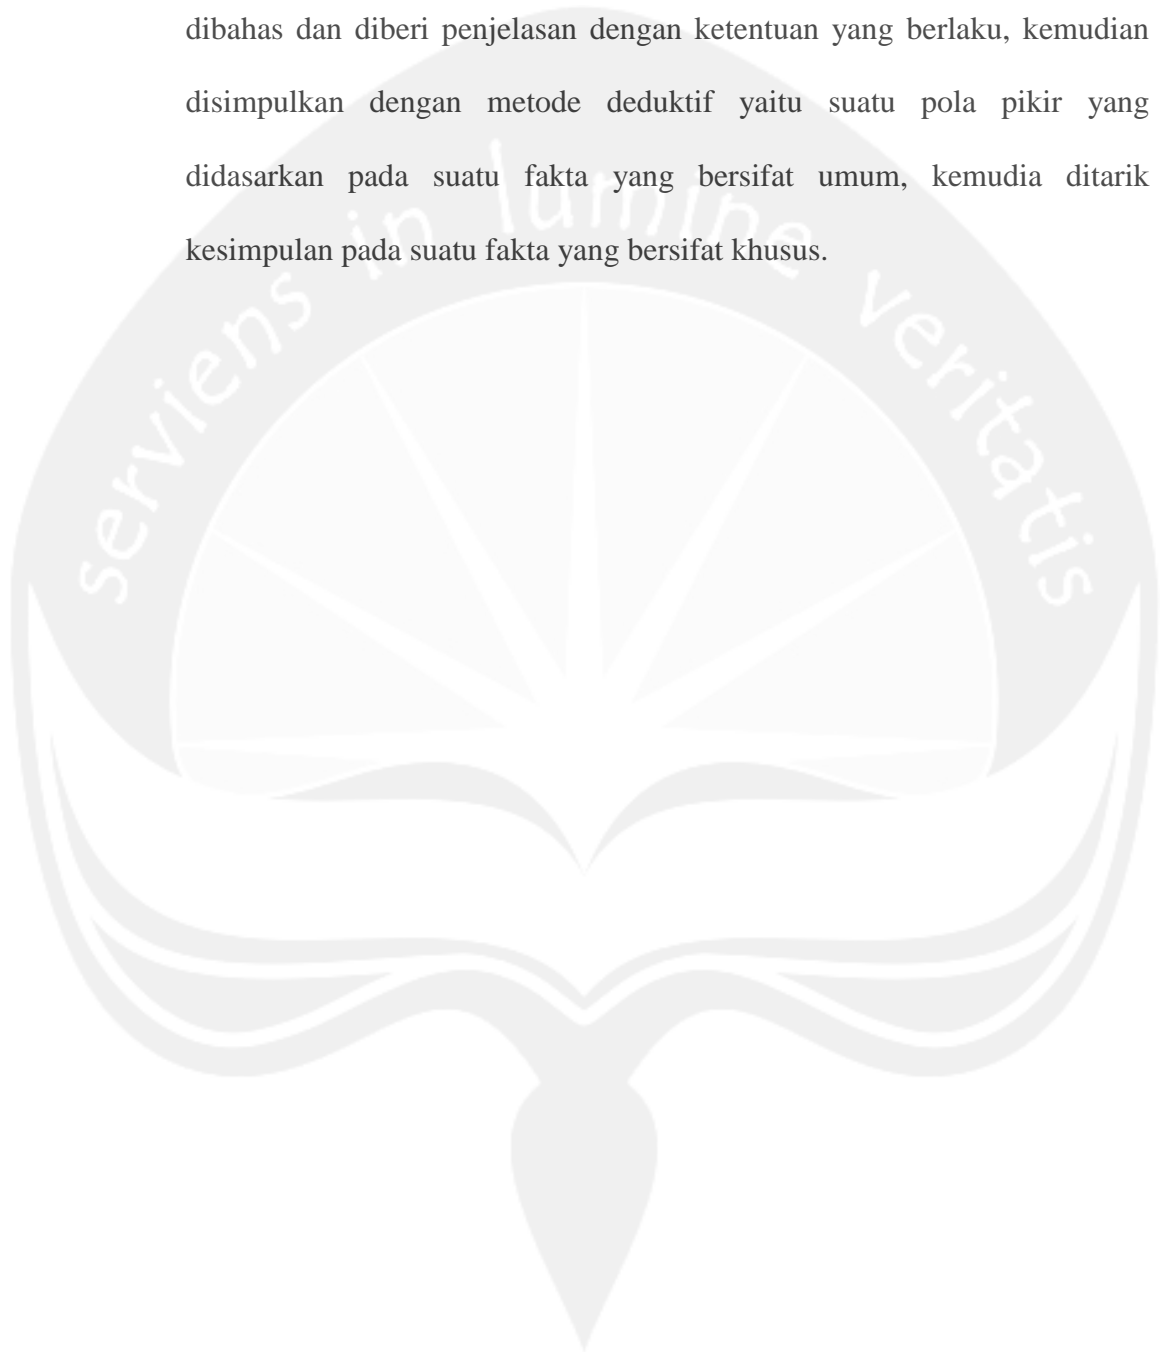 dibahas dan diberi penjelasan dengan ketentuan yang berlaku, kemudian
disimpulkan dengan metode deduktif yaitu suatu pola pikir yang
didasarkan pada suatu fakta yang bersifat umum, kemudia ditarik
kesimpulan pada suatu fakta yang bersifat khusus.
serviens in lumine veritatis